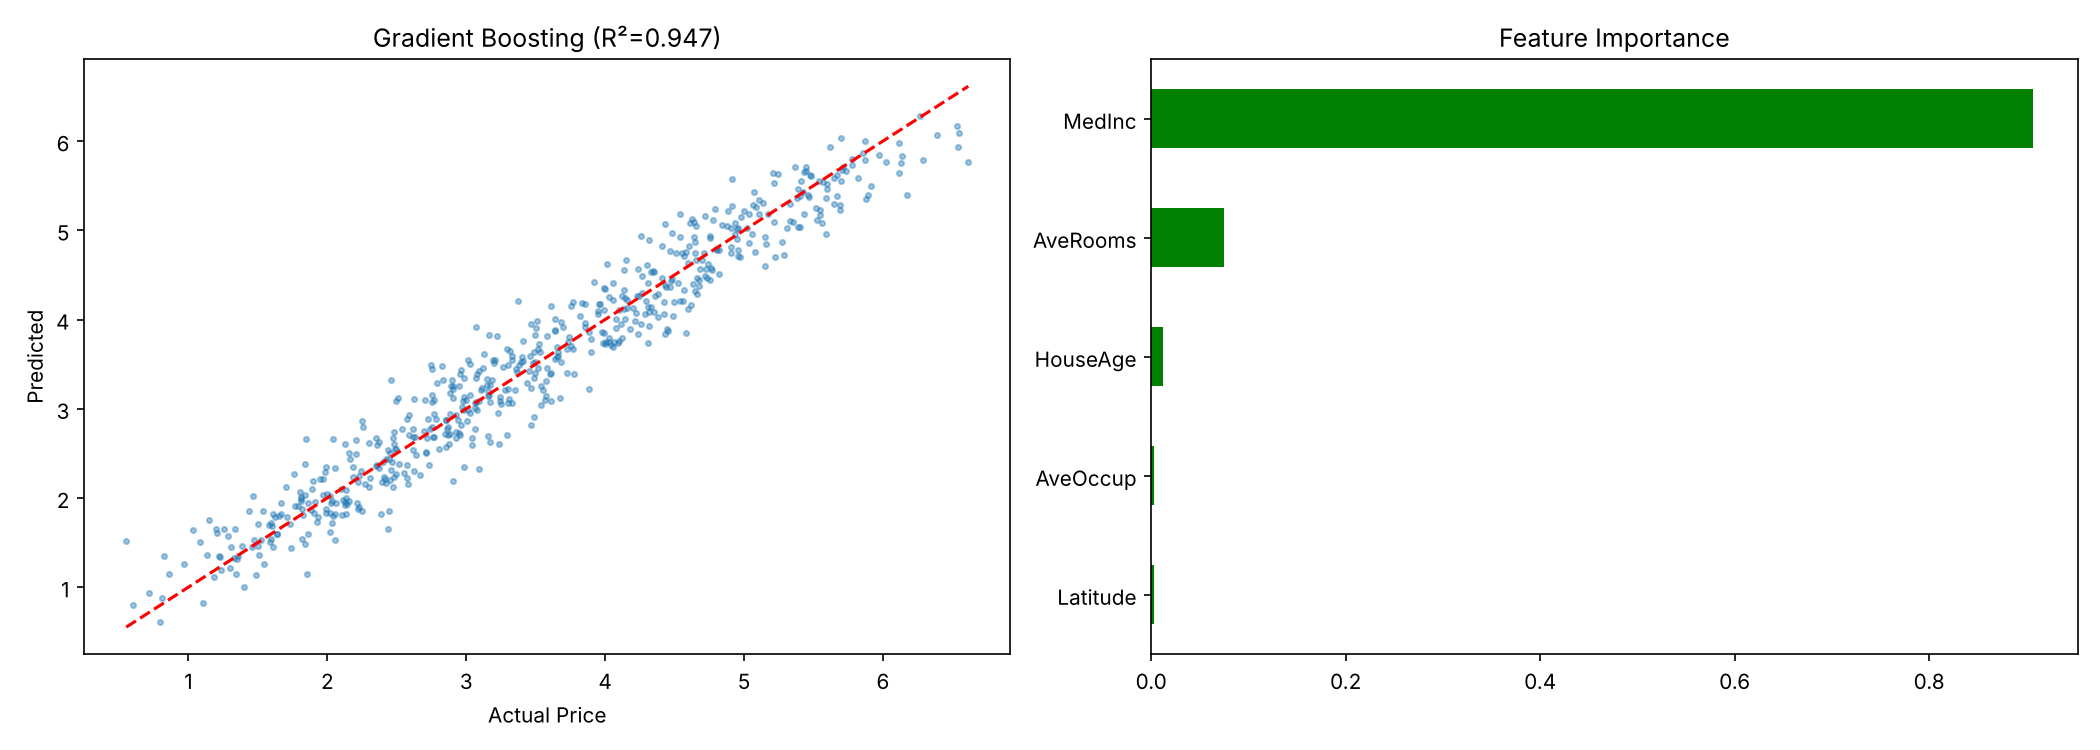 Gradient Boosting (R²=0.947)
6
5
4
3
2
1
Predicted
1 2 3 4 5 6
Actual Price
Feature Importance
MedInc
AveRooms
HouseAge
AveOccup
Latitude
0.0 0.2 0.4 0.6 0.8